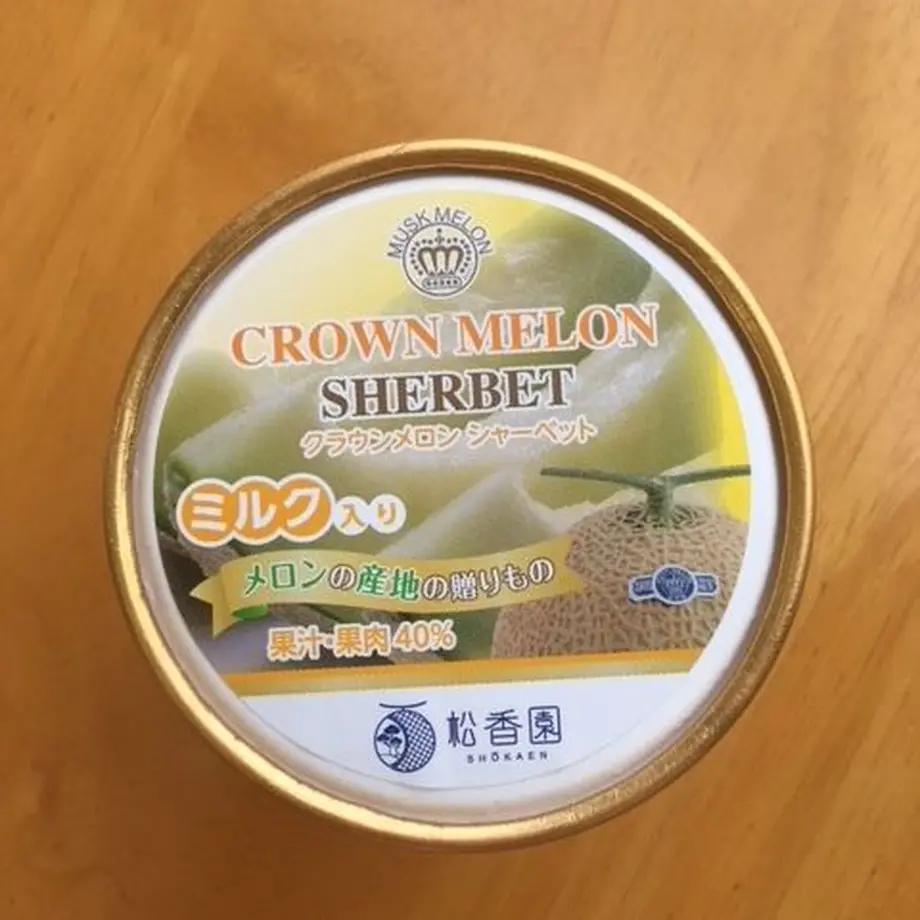 MUSK MELON
CROWN MELON
SHERBET
クラウンメロン シャーベット
ミルク入り
メロンの産地の贈りもの
果汁・果肉40%
松香園
SHŌKAEN